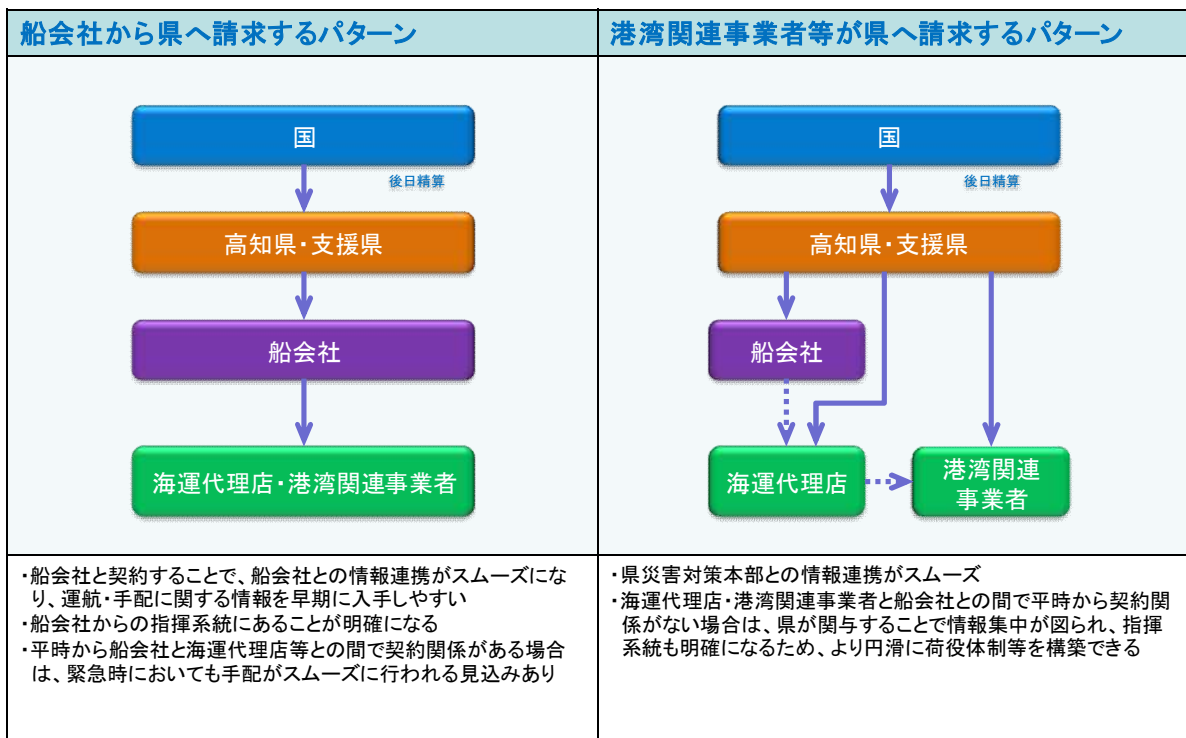 船会社から県へ請求するパターン
国
後日精算
高知県・支援県
船会社
海運代理店・港湾関連事業者
・船会社と契約することで、船会社との情報連携がスムーズにな
り、運航・手配に関する情報を早期に入手しやすい
・船会社からの指揮系統にあることが明確になる
・平時から船会社と海運代理店等との間で契約関係がある場合
は、緊急時においても手配がスムーズに行われる見込みあり
港湾関連事業者等が県へ請求するパターン
国
後日精算
高知県・支援県
船会社
海運代理店
港湾関連
事業者
・県災害対策本部との情報連携がスムーズ
・海運代理店・港湾関連事業者と船会社との間で平時から契約関
係がない場合は、県が関与することで情報集中が図られ、指揮
系統も明確になるため、より円滑に荷役体制等を構築できる